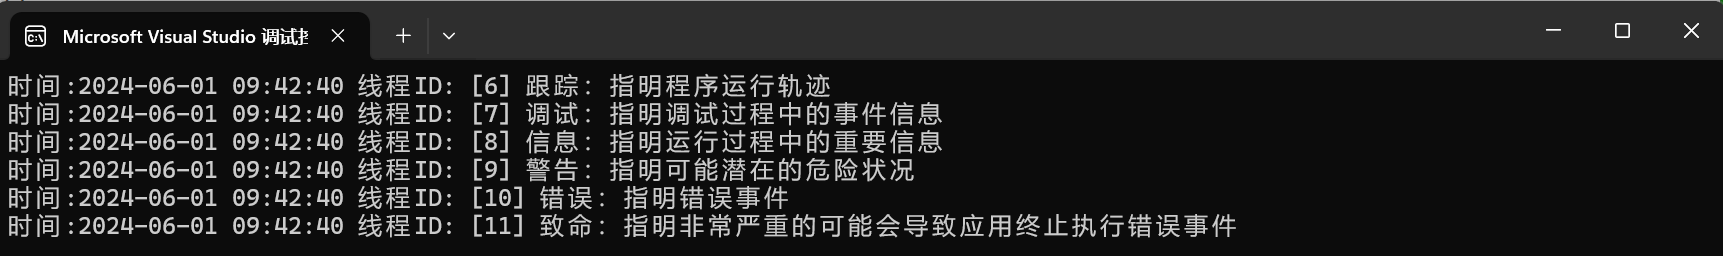 Microsoft Visual Studio 调试
时间:2024-06-01 09:42:40 线程ID: [6] 跟踪: 指明程序运行轨迹
时间:2024-06-01 09:42:40 线程ID: [7] 调试: 指明调试过程中的事件信息
时间:2024-06-01 09:42:40 线程ID: [8] 信息: 指明运行过程中的重要信息
时间:2024-06-01 09:42:40 线程ID: [9] 警告: 指明可能潜在的危险状况
时间:2024-06-01 09:42:40 线程ID: [10] 错误: 指明错误事件
时间:2024-06-01 09:42:40 线程ID: [11] 致命: 指明非常严重的可能会导致应用终止执行错误事件